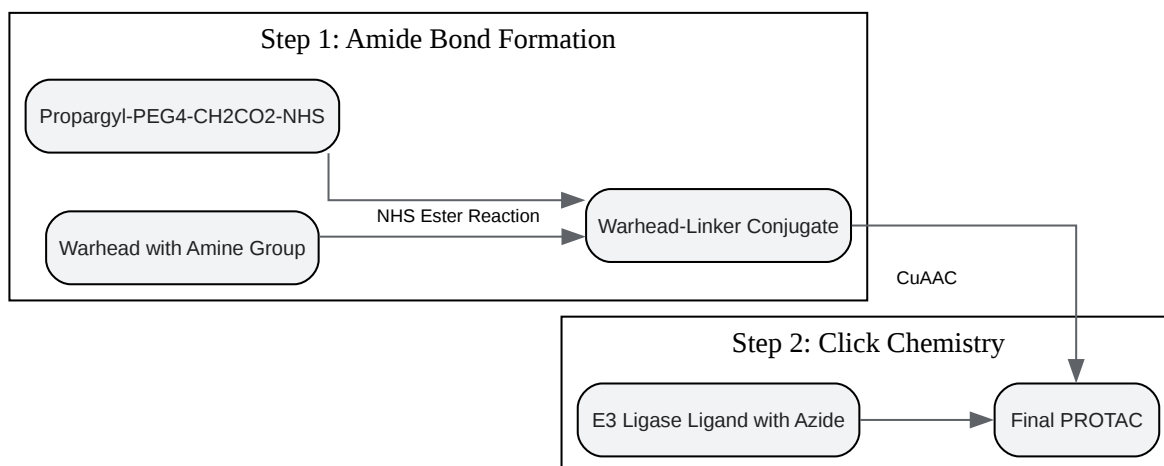 Step 1: Amide Bond Formation
Propargyl-PEG4-CH2CO2-NHS
NHS Ester Reaction
Warhead with Amine Group
Warhead-Linker Conjugate
CuAAC
Step 2: Click Chemistry
E3 Ligase Ligand with Azide
Final PROTAC